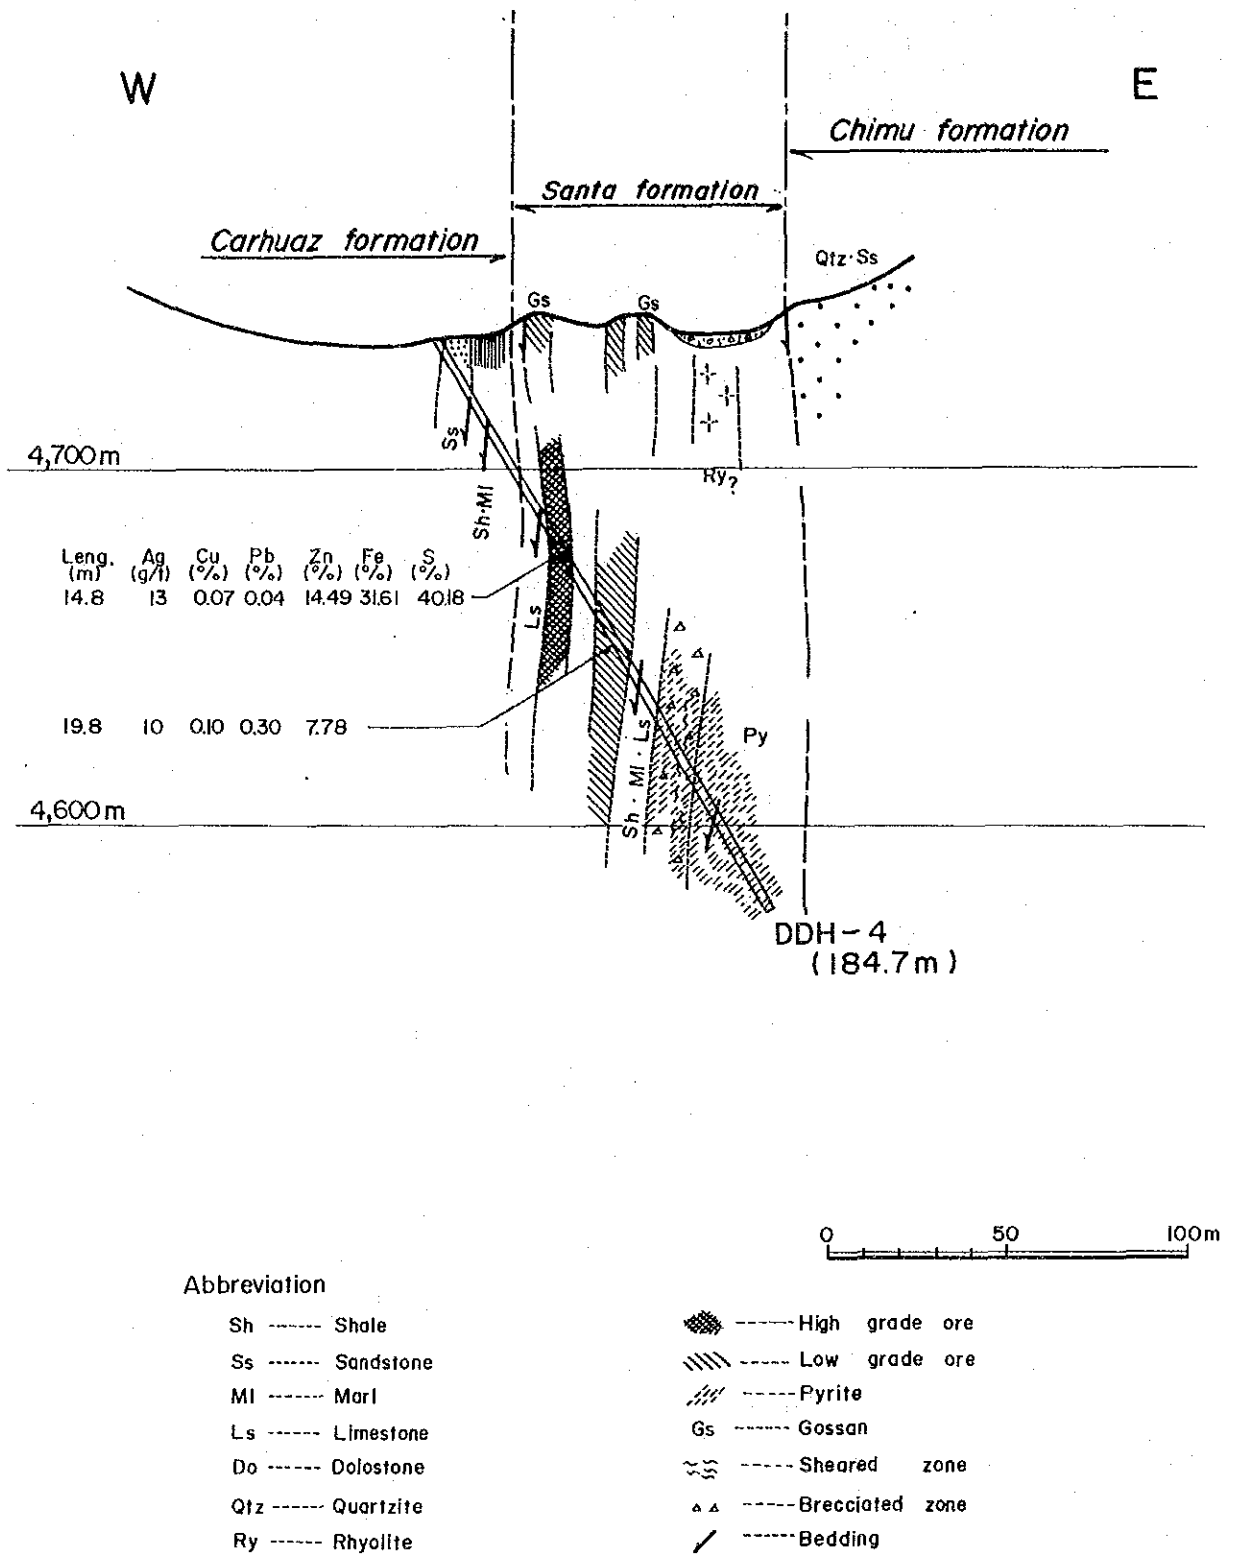 W
E
Chimu formation
Santa formation
Carhuaz formation
Qtz·Ss
Gs
Gs
Ss
4,700m
Ry?
Sh·Ml
Leng. Ag Cu Pb Zn Fe S
(m) (g/t) (%) (%) (%) (%) (%)
14.8 13 0.07 0.04 14.49 31.61 40.18
Ls
19.8 10 0.10 0.30 7.78
Py
Sh · Ml · Ls
4,600m
DDH-4
(184.7m)
0 50 100m
Abbreviation
Sh ------ Shale
Ss ------ Sandstone
Ml ------ Marl
Ls ------ Limestone
Do ------ Dolostone
Qtz ------ Quartzite
Ry ------ Rhyolite
------ High grade ore
------ Low grade ore
------ Pyrite
Gs ------ Gossan
------ Sheared zone
------ Brecciated zone
------ Bedding